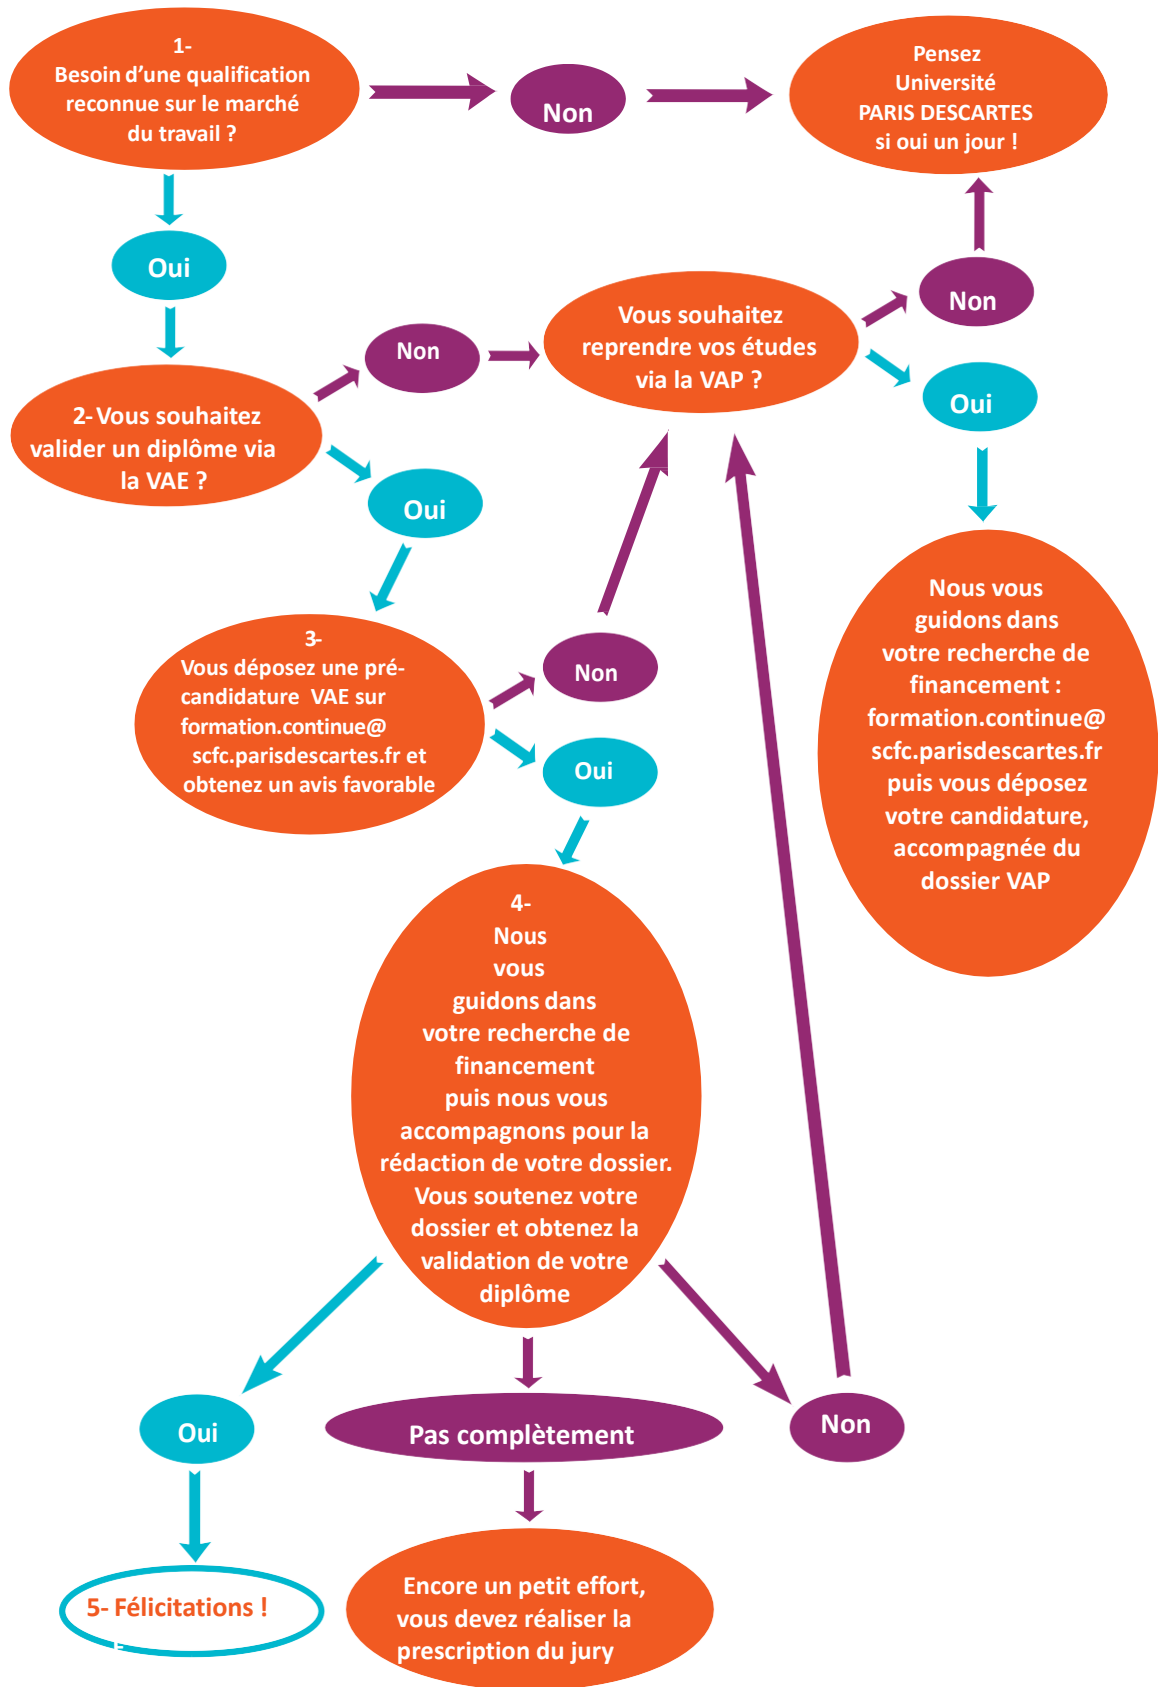 1-
Besoin d'une qualification
reconnue sur le marché
du travail ?
Non
Pensez
Université
PARIS DESCARTES
si oui un jour !
Oui
Non
Vous souhaitez
reprendre vos études
via la VAP ?
Non
Oui
2- Vous souhaitez
valider un diplôme via
la VAE ?
Oui
Nous vous
guidons dans
votre recherche de
financement :
formation.continue@
scfc.parisdescartes.fr
puis vous déposez
votre candidature,
accompagnée du
dossier VAP
3-
Vous déposez une pré-
candidature VAE sur
formation.continue@
scfc.parisdescartes.fr et
obtenez un avis favorable
Non
Oui
4-
Nous
vous
guidons dans
votre recherche de
financement
puis nous vous
accompagnons pour la
rédaction de votre dossier.
Vous soutenez votre
dossier et obtenez la
validation de votre
diplôme
Oui
Pas complètement
Non
5- Félicitations !
Encore un petit effort,
vous devez réaliser la
prescription du jury